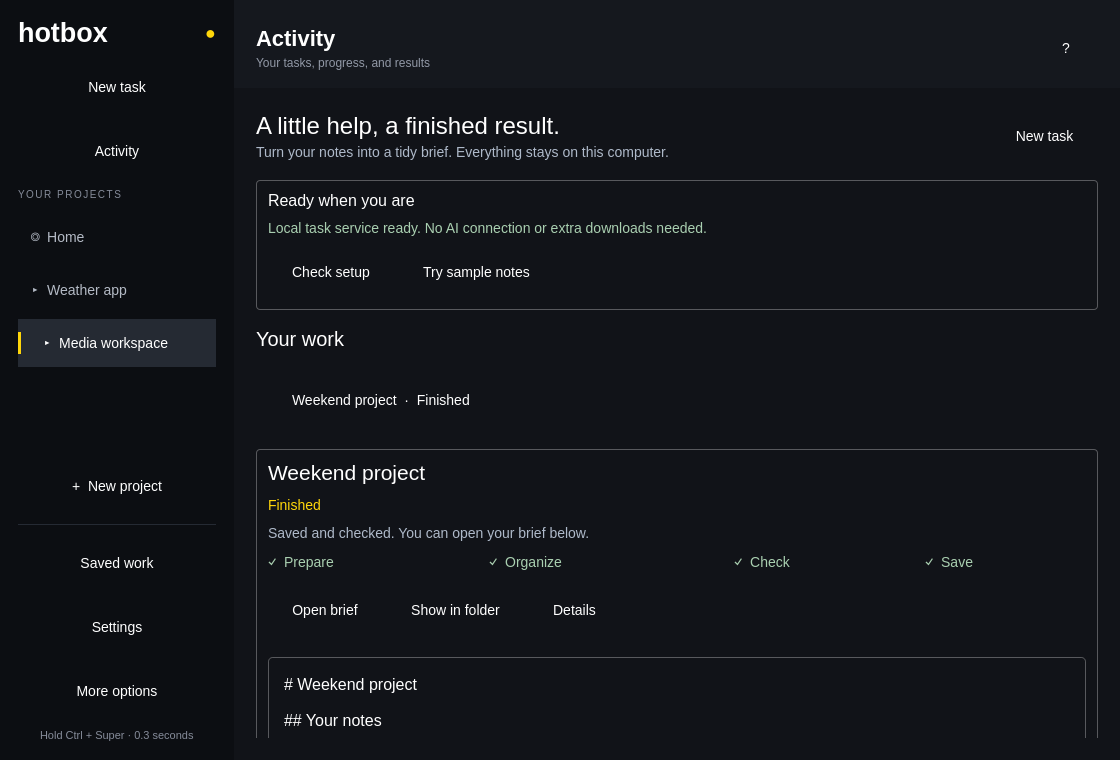 hotbox
New task
Activity
YOUR PROJECTS
Home
Weather app
Media workspace
+ New project
Saved work
Settings
More options
Hold Ctrl + Super · 0.3 seconds
Activity
Your tasks, progress, and results
?
A little help, a finished result.
Turn your notes into a tidy brief. Everything stays on this computer.
New task
Ready when you are
Local task service ready. No AI connection or extra downloads needed.
Check setup Try sample notes
Your work
Weekend project · Finished
Weekend project
Finished
Saved and checked. You can open your brief below.
✓ Prepare ✓ Organize ✓ Check ✓ Save
Open brief Show in folder Details
# Weekend project
## Your notes